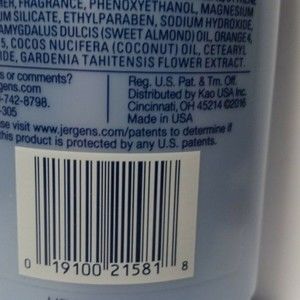 ER, FRAGRANCE, PHENOXYETHANOL, MAGNESIUM
UM SILICATE, ETHYLPARABEN, SODIUM HYDROXIDE,
AMYGDALUS DULCIS (SWEET ALMOND) OIL, ORANGE 4,
5, COCOS NUCIFERA (COCONUT) OIL, CETEARYL
IDE, GARDENIA TAHITENSIS FLOWER EXTRACT.
s or comments?
gens.com
-742-8798.
-305
Reg. U.S. Pat. & Tm. Off.
Distributed by Kao USA Inc.
Cincinnati, OH 45214 ©2016
Made in USA
se visit www.jergens.com/patents to determine if
this product is protected by any U.S. patents.
0 19100 21581 8